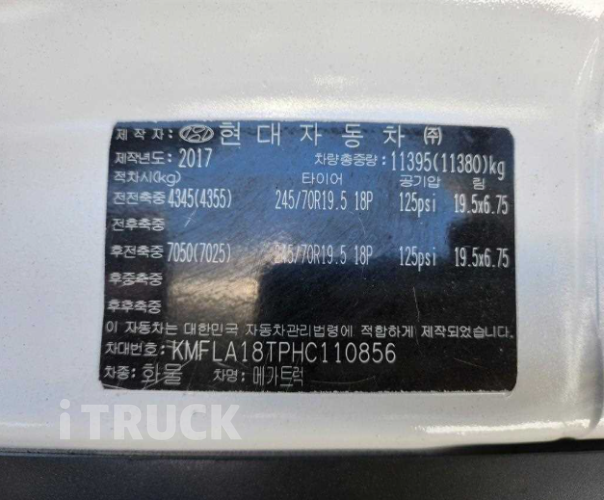 제 작 자: 현대자동차 ㈜
제작년도: 2017 차량총중량: 11395(11380)kg
적차시(kg) 타이어 공기압 림
전전축중 4345(4355) 245/70R19.5 18P 125psi 19.5x6.75
전후축중
후전축중 7050(7025) 245/70R19.5 18P 125psi 19.5x6.75
후중축중
후후축중
이 자동차는 대한민국 자동차관리법령에 적합하게 제작되었습니다.
차대번호: KMFLA18TPHC110856
차종: 화물 차명: 메가트럭
iTRUCK